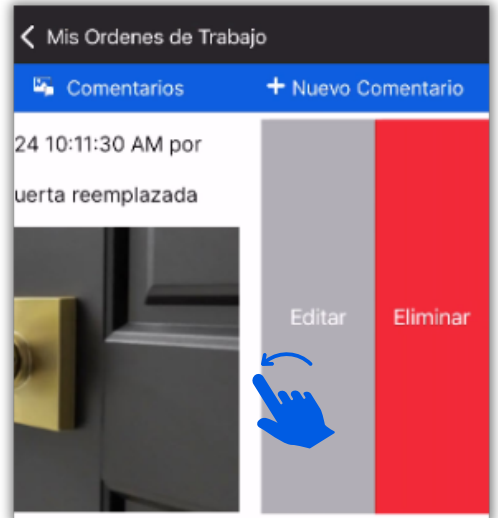 Mis Ordenes de Trabajo
Comentarios
+ Nuevo Comentario
24 10:11:30 AM por
uerta reemplazada
Editar
Eliminar